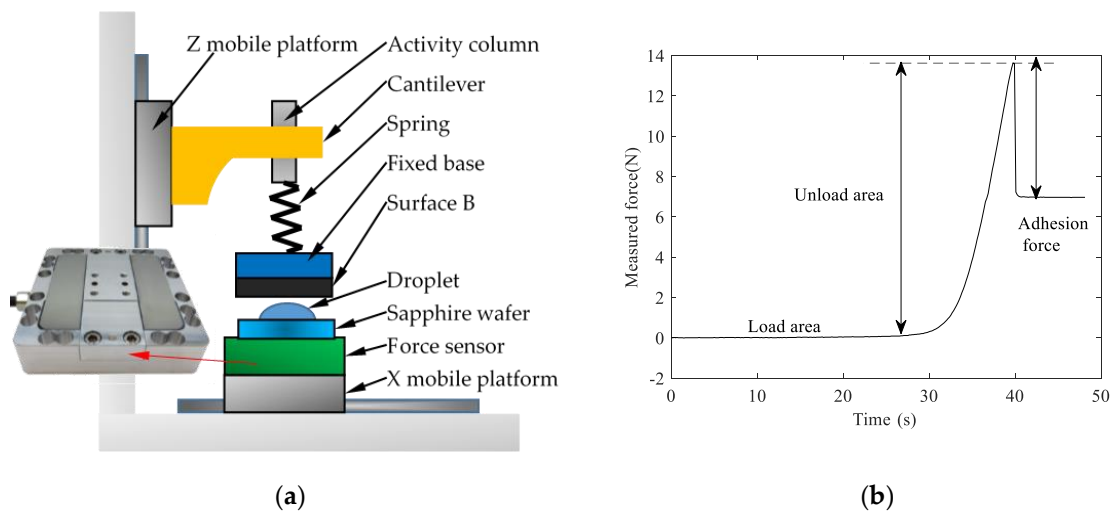 Z mobile platform
Activity column
Cantilever
Spring
Fixed base
Surface B
Droplet
Sapphire wafer
Force sensor
X mobile platform
(a)
14
12
10
8
6
4
2
0
-2
Measured force(N)
Unload area
Adhesion
force
Load area
0
10
20
30
40
50
Time (s)
(b)